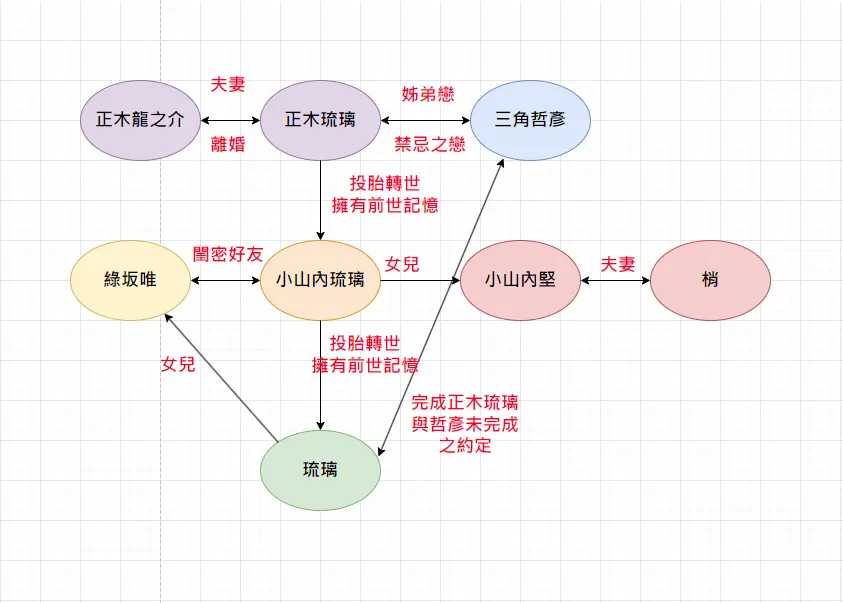 夫妻
姊弟戀
正木龍之介
正木琉璃
三角哲彥
離婚
禁忌之戀
投胎轉世
擁有前世記憶
閨密好友
女兒
夫妻
綠坂唯
小山內琉璃
小山內堅
梢
投胎轉世
擁有前世記憶
女兒
完成正木琉璃
與哲彥未完成
之約定
琉璃